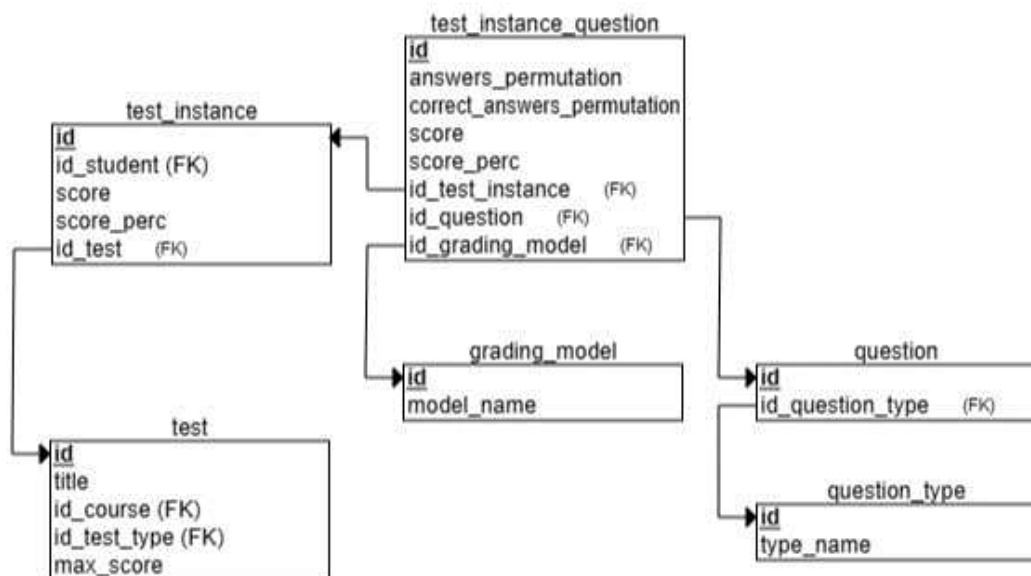 test_instance_question
id
answers_permutation
correct_answers_permutation
score
score_perc
id_test_instance (FK)
id_question (FK)
id_grading_model (FK)
test_instance
id
id_student (FK)
score
score_perc
id_test (FK)
grading_model
id
model_name
question
id
id_question_type (FK)
test
id
title
id_course (FK)
id_test_type (FK)
max_score
question_type
id
type_name